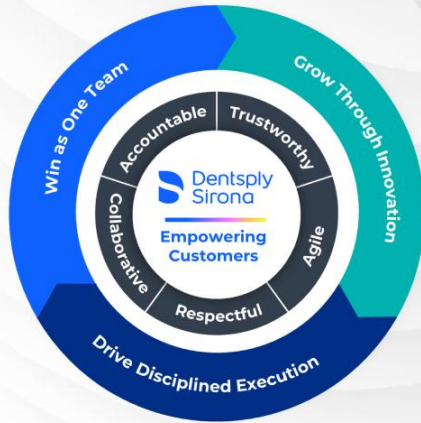 Win as One Team
Grow Through Innovation
Drive Disciplined Execution
Accountable
Trustworthy
Agile
Respectful
Collaborative
Dentsply
Sirona
Empowering
Customers